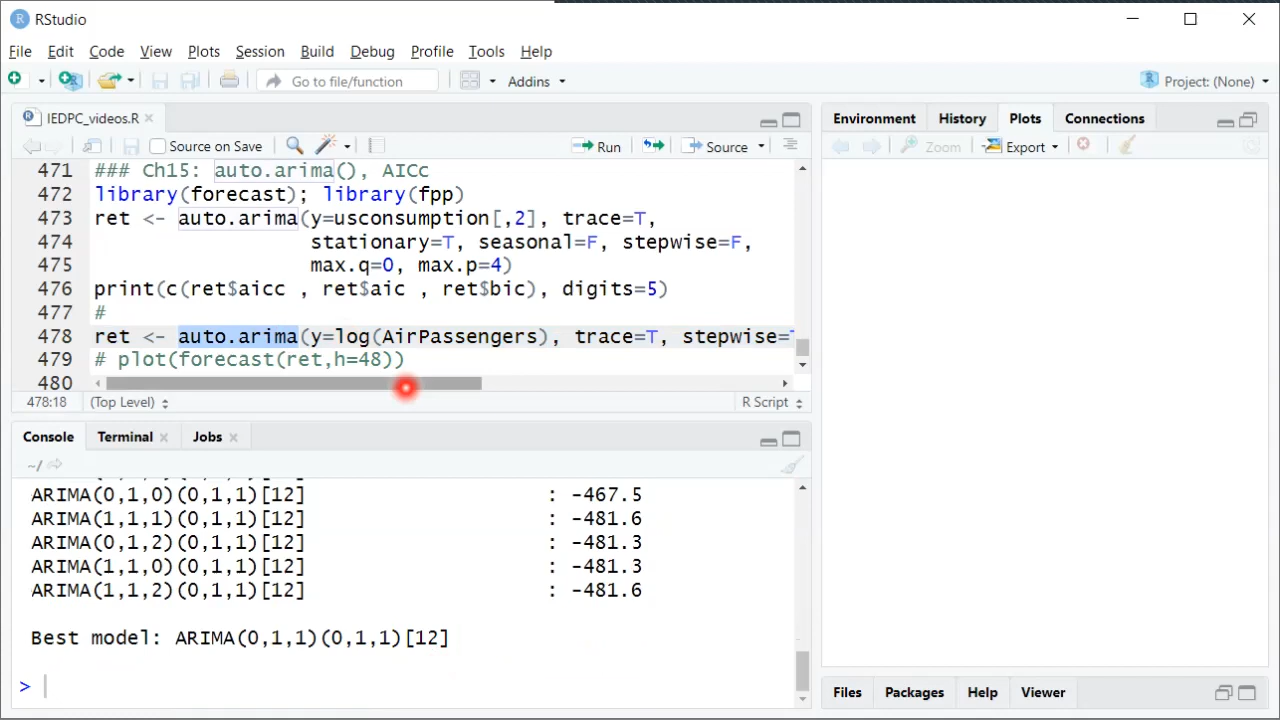 RStudio
File Edit Code View Plots Session Build Debug Profile Tools Help
Go to file/function Addins Project: (None)
IEDPC_videos.R
Source on Save Run Source
471 ### Ch15: auto.arima(), AICc
472 library(forecast); library(fpp)
473 ret <- auto.arima(y=usconsumption[,2], trace=T,
474 stationary=T, seasonal=F, stepwise=F,
475 max.q=0, max.p=4)
476 print(c(ret$aicc , ret$aic , ret$bic), digits=5)
477 #
478 ret <- auto.arima(y=log(AirPassengers), trace=T, stepwise=
479 # plot(forecast(ret,h=48))
480
478:18 (Top Level) R Script
Console Terminal Jobs
~/
ARIMA(0,1,0)(0,1,1)[12] : -467.5
ARIMA(1,1,1)(0,1,1)[12] : -481.6
ARIMA(0,1,2)(0,1,1)[12] : -481.3
ARIMA(1,1,0)(0,1,1)[12] : -481.3
ARIMA(1,1,2)(0,1,1)[12] : -481.6
Best model: ARIMA(0,1,1)(0,1,1)[12]
>
Environment History Plots Connections
Zoom Export
Files Packages Help Viewer